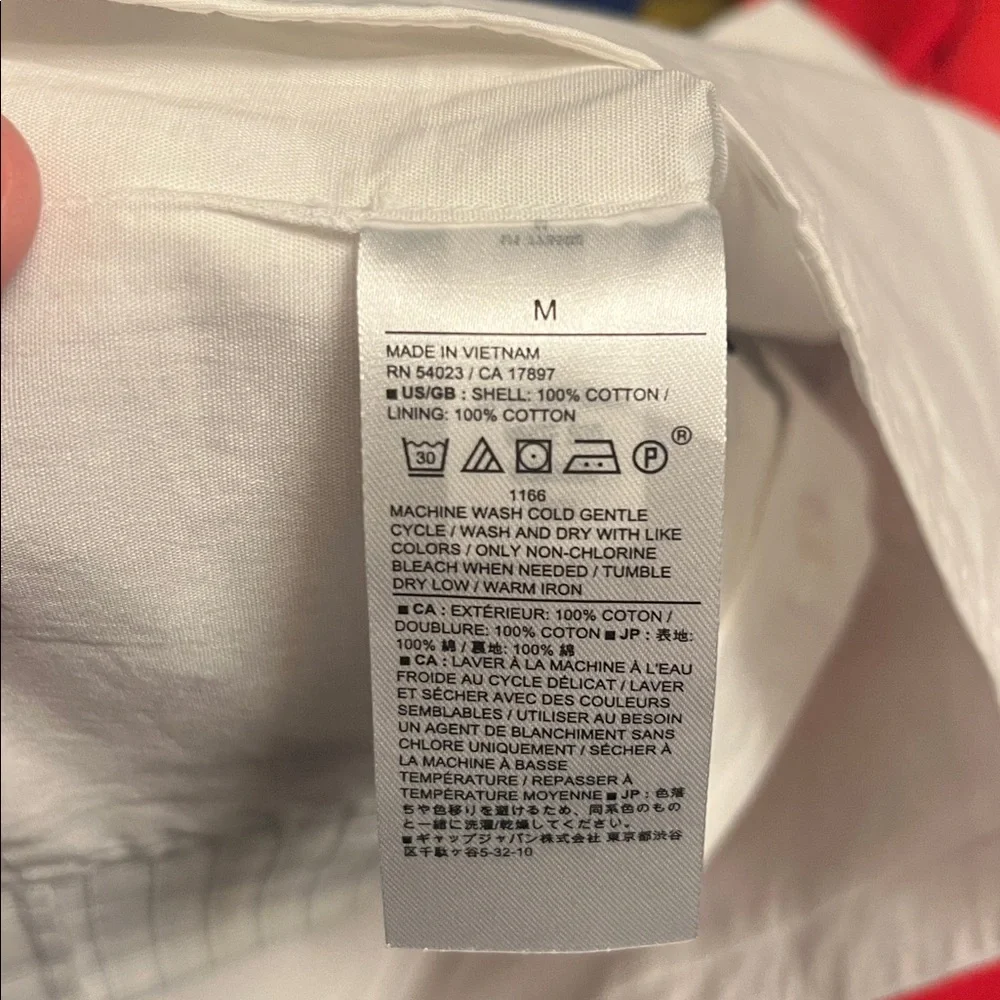 M
MADE IN VIETNAM
RN 54023 / CA 17897
■ US/GB : SHELL: 100% COTTON /
LINING: 100% COTTON
30 P ®
1166
MACHINE WASH COLD GENTLE
CYCLE / WASH AND DRY WITH LIKE
COLORS / ONLY NON-CHLORINE
BLEACH WHEN NEEDED / TUMBLE
DRY LOW / WARM IRON
■ CA : EXTÉRIEUR: 100% COTON /
DOUBLURE: 100% COTON ■ JP : 表地:
100% 綿 / 裏地: 100% 綿
■ CA : LAVER À LA MACHINE À L'EAU
FROIDE AU CYCLE DÉLICAT / LAVER
ET SÉCHER AVEC DES COULEURS
SEMBLABLES / UTILISER AU BESOIN
UN AGENT DE BLANCHIMENT SANS
CHLORE UNIQUEMENT / SÉCHER À
LA MACHINE À BASSE
TEMPÉRATURE / REPASSER À
TEMPÉRATURE MOYENNE ■ JP : 色落
ちや色移りを避けるため、同系色のもの
と一緒に洗濯/乾燥してください。
■ ギャップジャパン株式会社 東京都渋谷
区千駄ヶ谷5-32-10